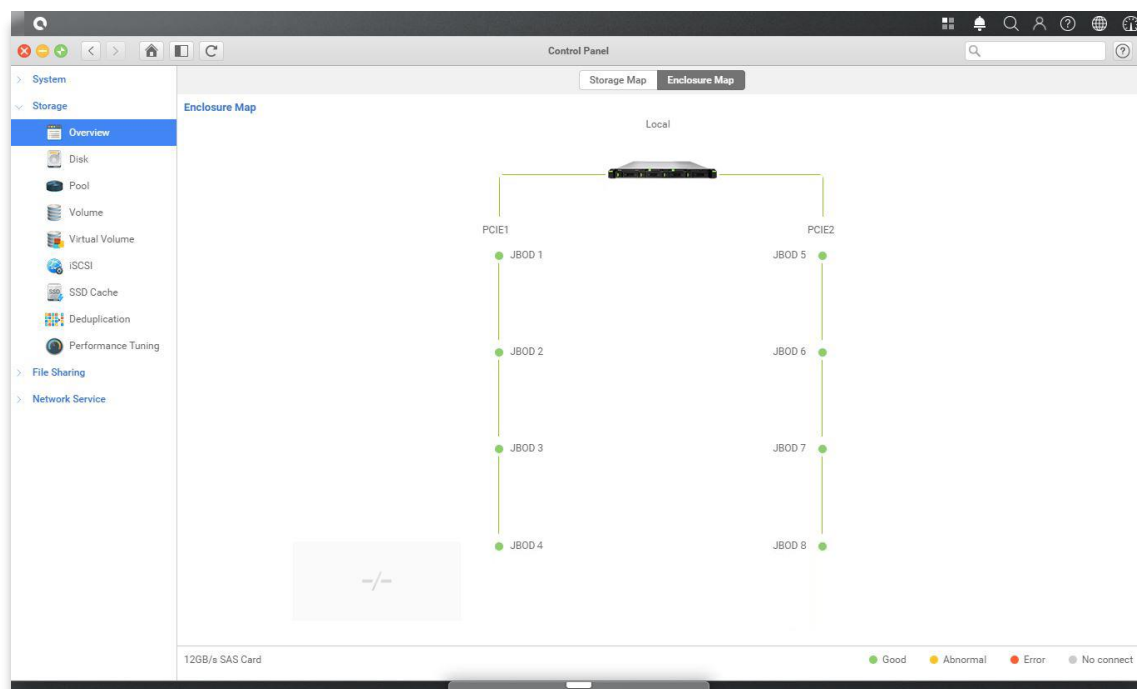 Control Panel
System
Storage
Overview
Disk
Pool
Volume
Virtual Volume
iSCSI
SSD Cache
Deduplication
Performance Tuning
File Sharing
Network Service
Storage Map Enclosure Map
Enclosure Map
Local
PCIE1 PCIE2
JBOD 1 JBOD 5
JBOD 2 JBOD 6
JBOD 3 JBOD 7
JBOD 4 JBOD 8
-/-
12GB/s SAS Card Good Abnormal Error No connect